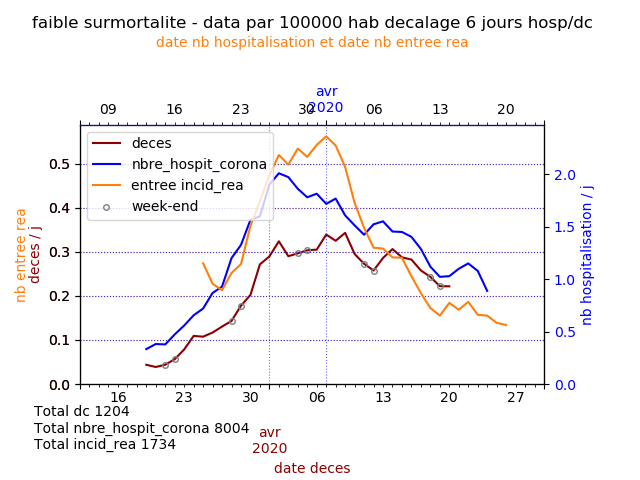 faible surmortalite - data par 100000 hab decalage 6 jours hosp/dc
date nb hospitalisation et date nb entree rea
avr
2020
09 16 23 30 06 13 20
deces
nbre_hospit_corona
entree incid_rea
week-end
0.5
0.4
0.3
0.2
0.1
0.0
nb entree rea
deces / j
2.0
1.5
1.0
0.5
0.0
nb hospitalisation / j
16 23 30 06 13 20 27
avr
2020
date deces
Total dc 1204
Total nbre_hospit_corona 8004
Total incid_rea 1734